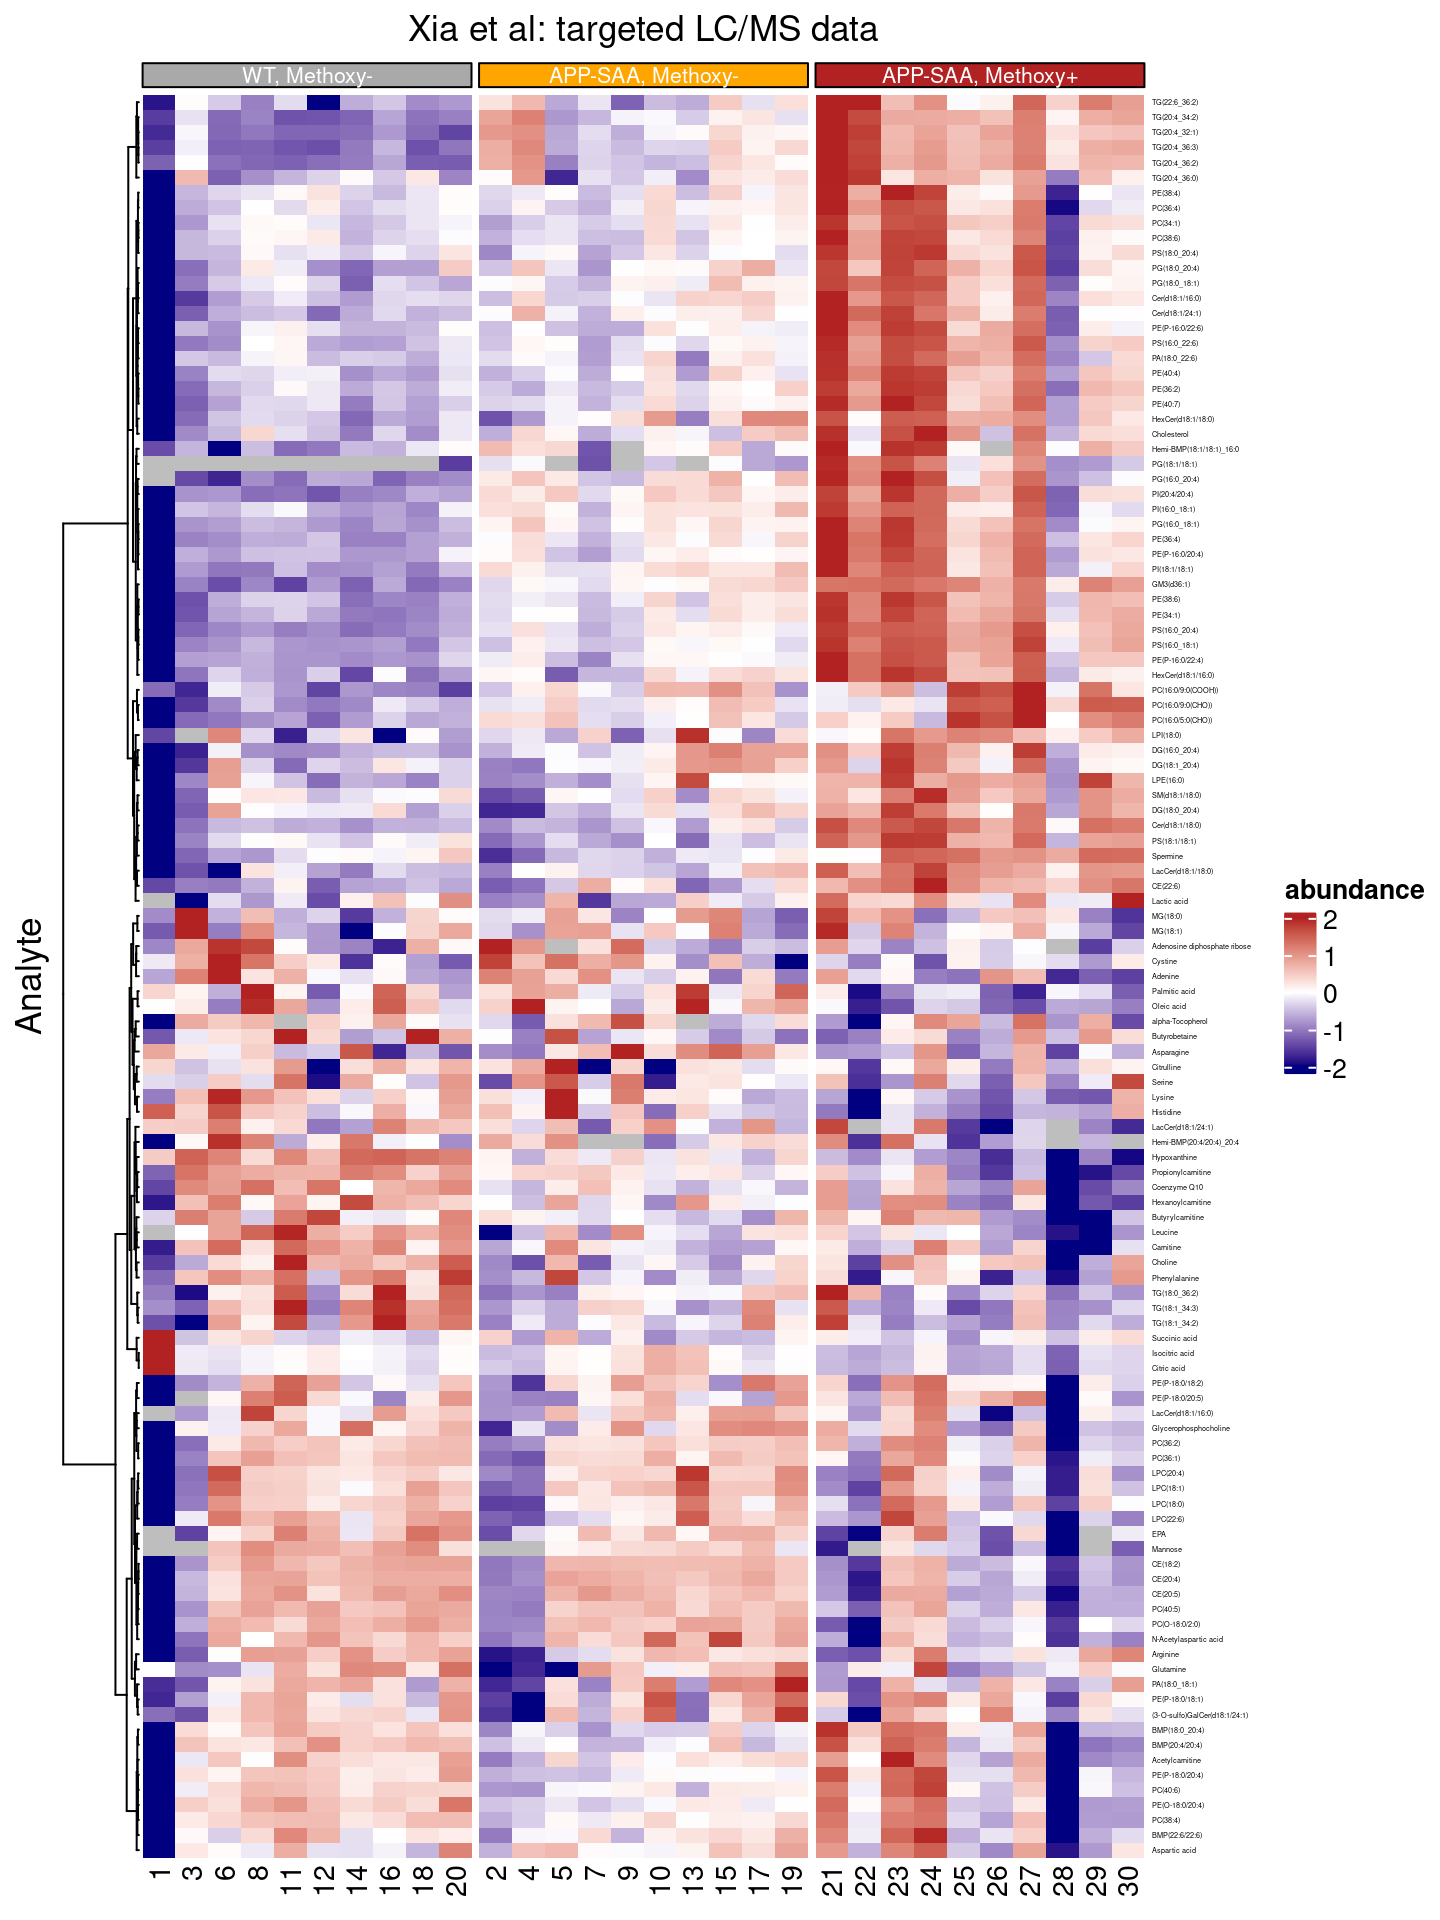 Xia et al: targeted LC/MS data
WT, Methoxy-
APP-SAA, Methoxy-
APP-SAA, Methoxy+
TG(22:6_36:2)
TG(20:4_34:2)
TG(20:4_32:1)
TG(20:4_36:3)
TG(20:4_36:2)
TG(20:4_36:0)
PE(38:4)
PC(36:4)
PC(34:1)
PC(38:6)
PS(18:0_20:4)
PG(18:0_20:4)
PG(18:0_18:1)
Cer(d18:1/16:0)
Cer(d18:1/24:1)
PE(P-16:0/22:6)
PS(16:0_22:6)
PA(18:0_22:6)
PE(40:4)
PE(36:2)
PE(40:7)
HexCer(d18:1/18:0)
Cholesterol
Hemi-BMP(18:1/18:1)_16:0
PG(18:1/18:1)
PG(16:0_20:4)
PI(20:4/20:4)
PI(16:0_18:1)
PG(16:0_18:1)
PE(36:4)
PE(P-16:0/20:4)
PI(18:1/18:1)
GM3(d36:1)
PE(38:6)
PE(34:1)
PS(16:0_20:4)
PS(16:0_18:1)
PE(P-16:0/22:4)
HexCer(d18:1/16:0)
PC(16:0/9:0(COOH))
PC(16:0/9:0(CHO))
PC(16:0/5:0(CHO))
LPI(18:0)
DG(16:0_20:4)
DG(18:1_20:4)
LPE(16:0)
SM(d18:1/18:0)
DG(18:0_20:4)
Cer(d18:1/18:0)
PS(18:1/18:1)
Spermine
LacCer(d18:1/18:0)
CE(22:6)
Lactic acid
MG(18:0)
MG(18:1)
Adenosine diphosphate ribose
Cystine
Adenine
Palmitic acid
Oleic acid
alpha-Tocopherol
Butyrobetaine
Asparagine
Citrulline
Serine
Lysine
Histidine
LacCer(d18:1/24:1)
Hemi-BMP(20:4/20:4)_20:4
Hypoxanthine
Propionylcarnitine
Coenzyme Q10
Hexanoylcarnitine
Butyrylcarnitine
Leucine
Carnitine
Choline
Phenylalanine
TG(18:0_36:2)
TG(18:1_34:3)
TG(18:1_34:2)
Succinic acid
Isocitric acid
Citric acid
PE(P-18:0/18:2)
PE(P-18:0/20:5)
LacCer(d18:1/16:0)
Glycerophosphocholine
PC(36:2)
PC(36:1)
LPC(20:4)
LPC(18:1)
LPC(18:0)
LPC(22:6)
EPA
Mannose
CE(18:2)
CE(20:4)
CE(20:5)
PC(40:5)
PC(O-18:0/2:0)
N-Acetylaspartic acid
Arginine
Glutamine
PA(18:0_18:1)
PE(P-18:0/18:1)
(3-O-sulfo)GalCer(d18:1/24:1)
BMP(18:0_20:4)
BMP(20:4/20:4)
Acetylcarnitine
PE(P-18:0/20:4)
PC(40:6)
PE(O-18:0/20:4)
PC(38:4)
BMP(22:6/22:6)
Aspartic acid
Analyte
abundance
2
1
0
-1
-2
1 3 6 8 11 12 14 16 18 20 2 4 5 7 9 10 13 15 17 19 21 22 23 24 25 26 27 28 29 30